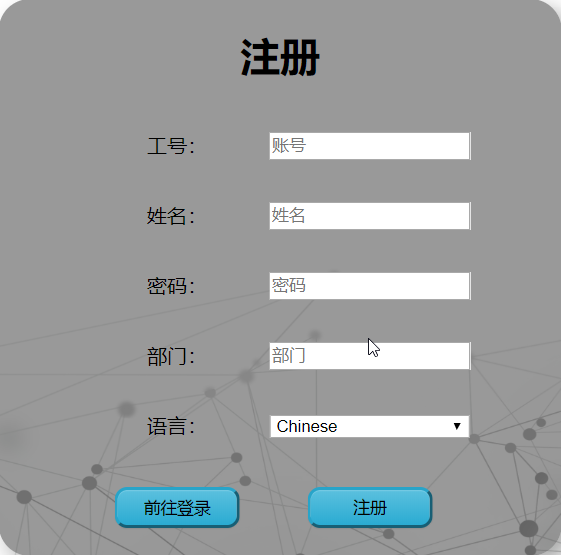 注册
工号： 账号
姓名： 姓名
密码： 密码
部门： 部门
语言： Chinese
前往登录 注册